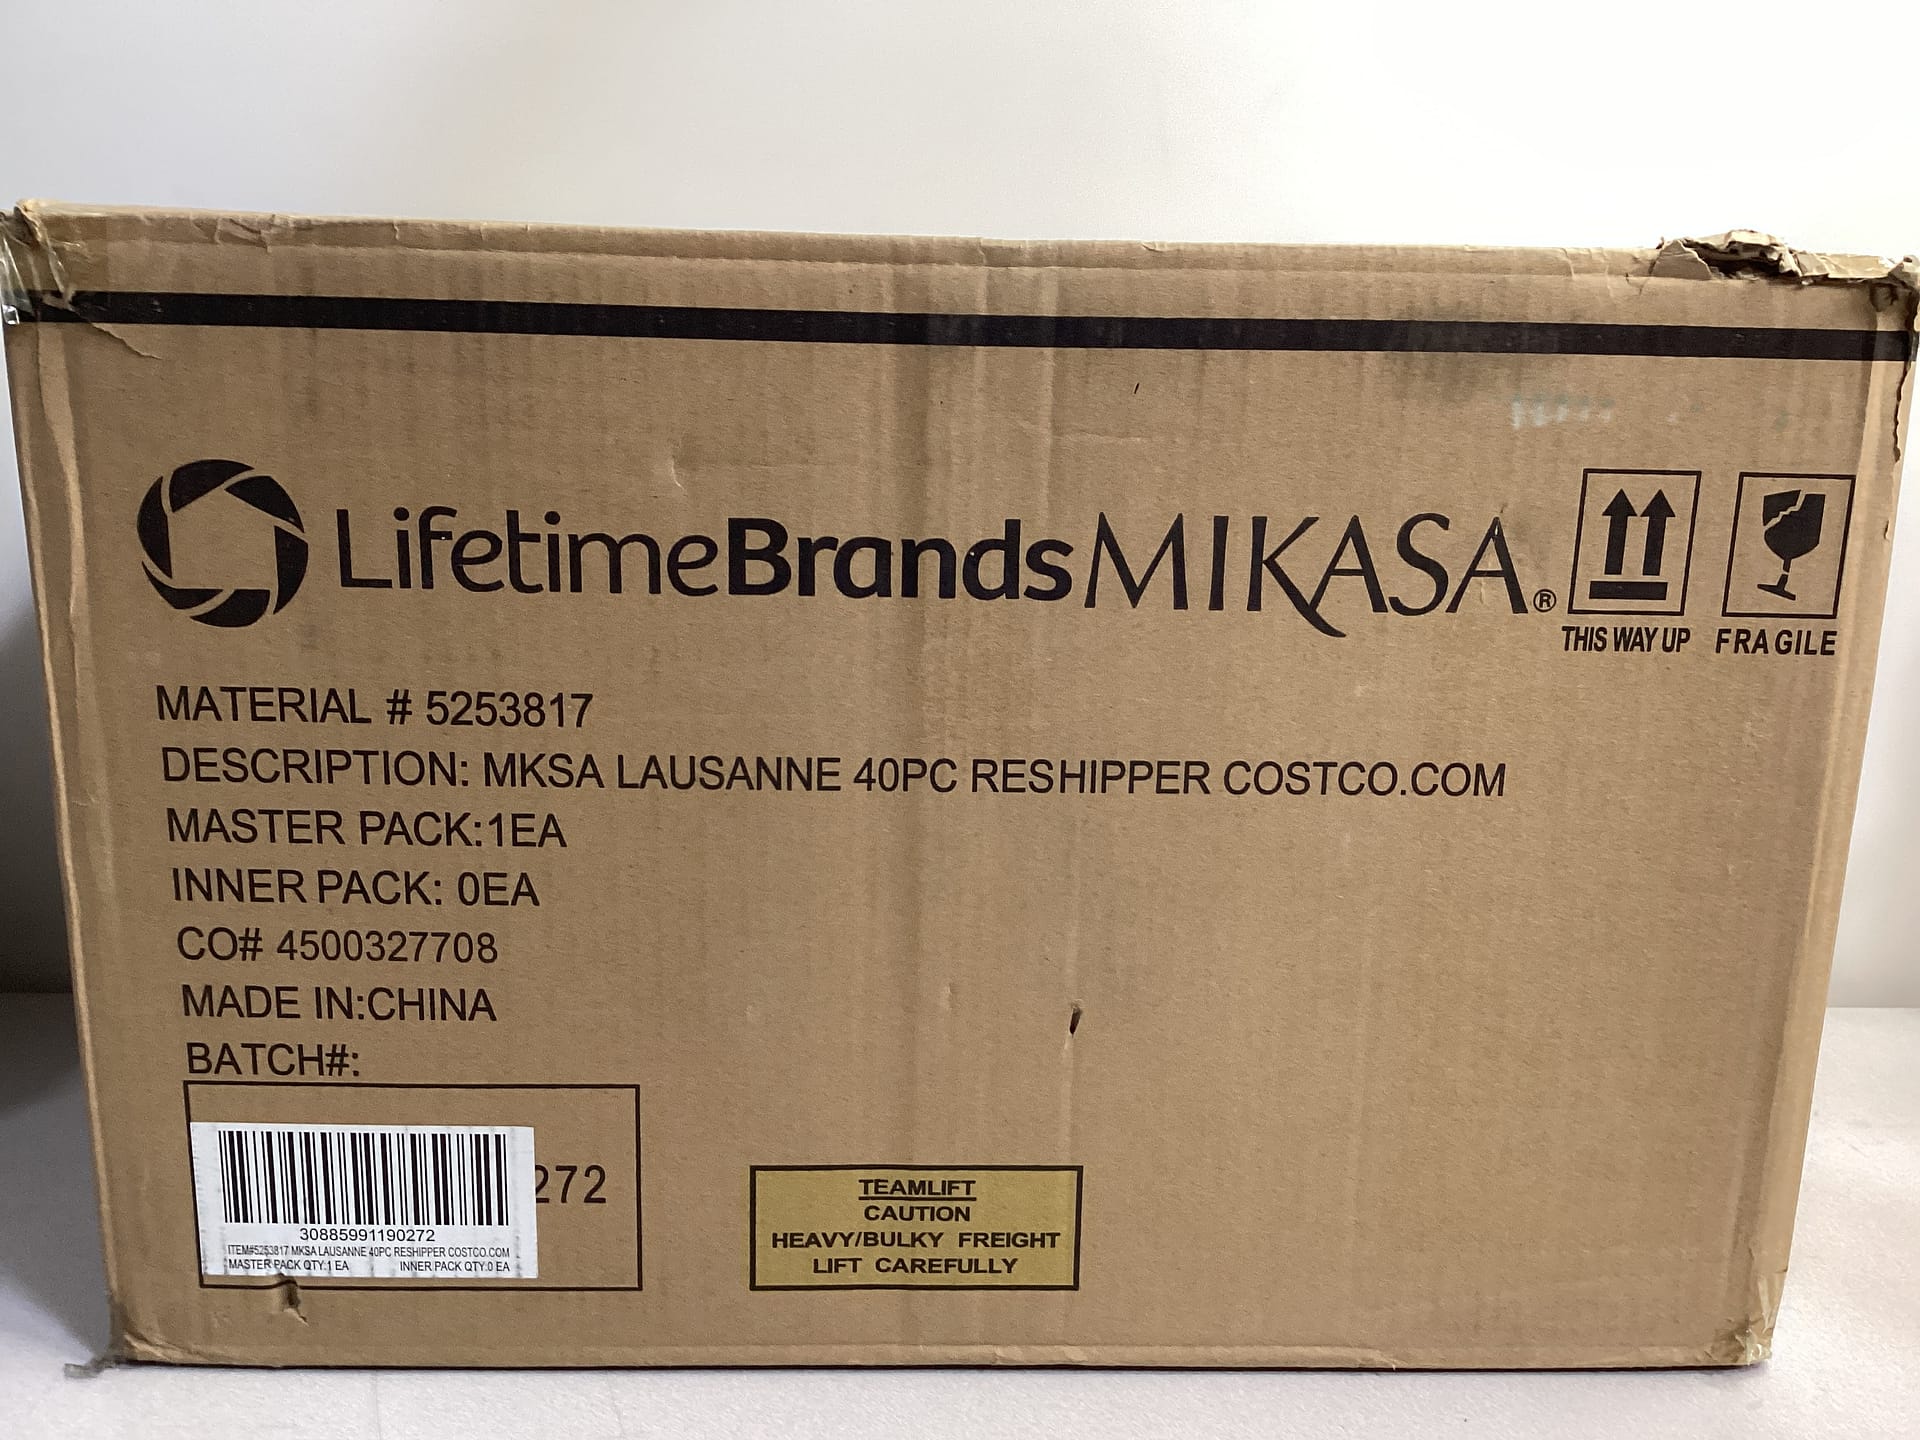 LifetimeBrands MIKASA®
THIS WAY UP FRAGILE
MATERIAL # 5253817
DESCRIPTION: MKSA LAUSANNE 40PC RESHIPPER COSTCO.COM
MASTER PACK:1EA
INNER PACK: 0EA
CO# 4500327708
MADE IN:CHINA
BATCH#:
272
30885991190272
ITEM#5253817 MKSA LAUSANNE 40PC RESHIPPER COSTCO.COM
MASTER PACK QTY:1 EA INNER PACK QTY:0 EA
TEAMLIFT
CAUTION
HEAVY/BULKY FREIGHT
LIFT CAREFULLY